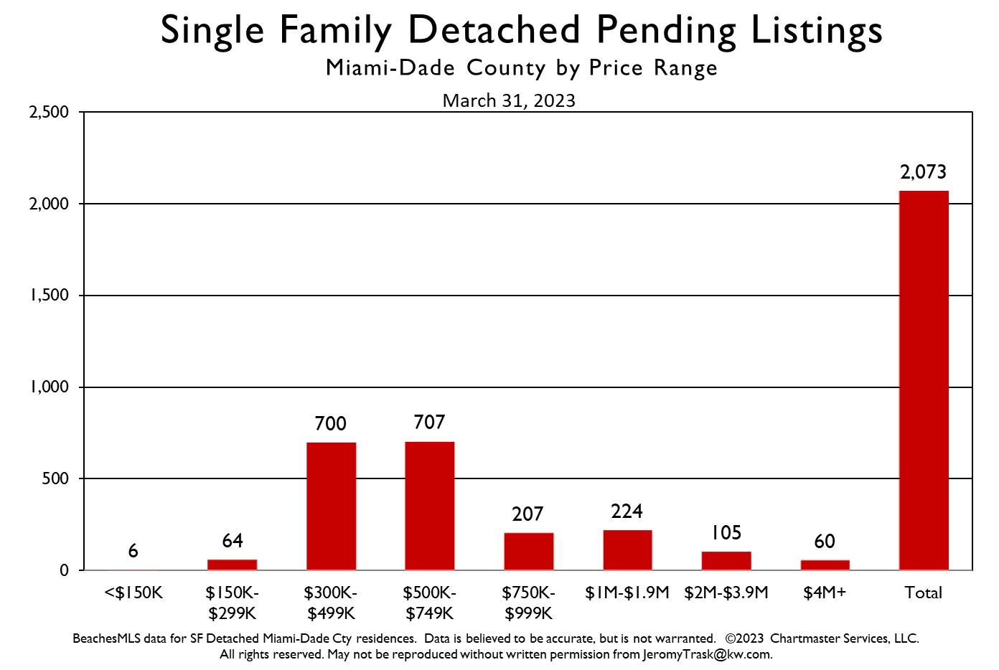 Single Family Detached Pending Listings
Miami-Dade County by Price Range
March 31, 2023
2,500
2,000
1,500
1,000
500
0
6
64
700
707
207
224
105
60
2,073
<$150K
$150K-
$299K
$300K-
$499K
$500K-
$749K
$750K-
$999K
$1M-$1.9M
$2M-$3.9M
$4M+
Total
BeachesMLS data for SF Detached Miami-Dade Cty residences. Data is believed to be accurate, but is not warranted. ©2023 Chartmaster Services, LLC.
All rights reserved. May not be reproduced without written permission from JeromyTrask@kw.com.